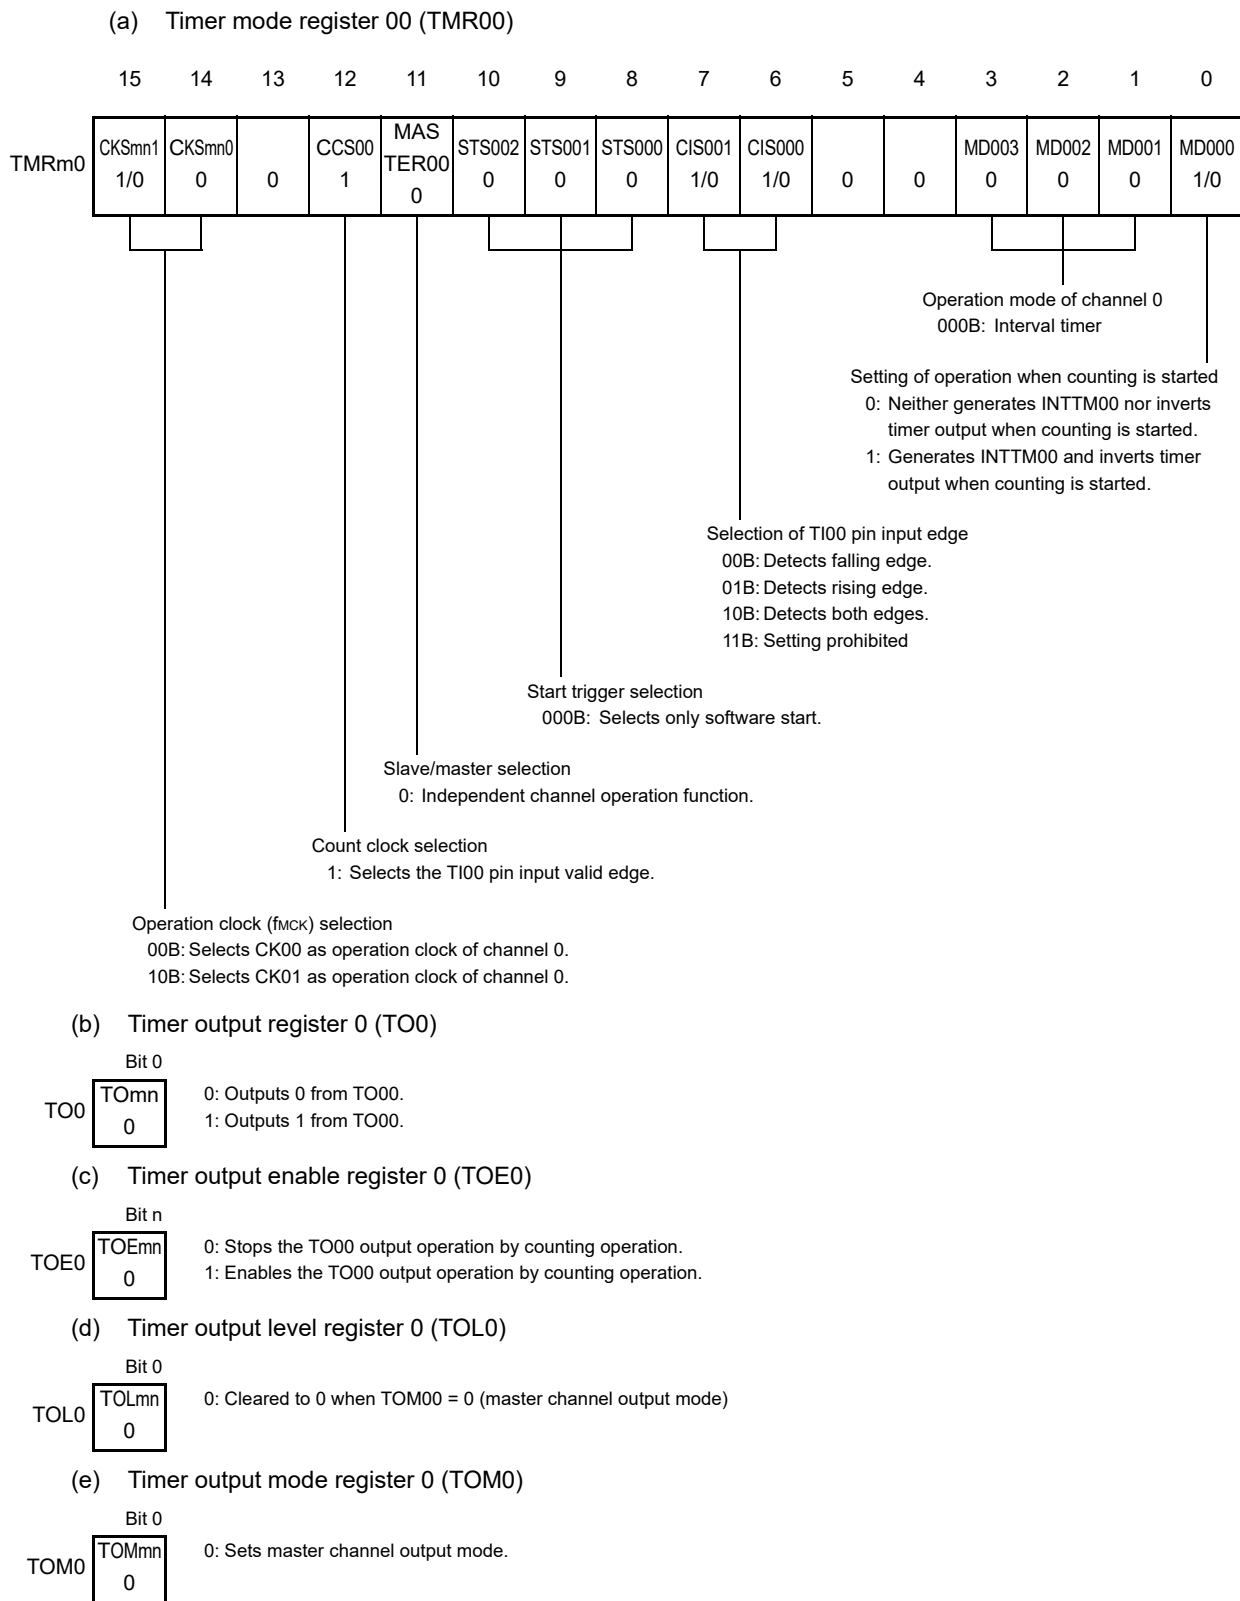 (a) Timer mode register 00 (TMR00)
15 14 13 12 11 10 9 8 7 6 5 4 3 2 1 0
TMRm0
CKSmn1 1/0
CKSmn0 0
0
CCS00 1
MAS
TER00
0
STS002 0
STS001 0
STS000 0
CIS001 1/0
CIS000 1/0
0
0
MD003 0
MD002 0
MD001 0
MD000 1/0
Operation mode of channel 0
000B: Interval timer
Setting of operation when counting is started
0: Neither generates INTTM00 nor inverts
timer output when counting is started.
1: Generates INTTM00 and inverts timer
output when counting is started.
Selection of TI00 pin input edge
00B: Detects falling edge.
01B: Detects rising edge.
10B: Detects both edges.
11B: Setting prohibited
Start trigger selection
000B: Selects only software start.
Slave/master selection
0: Independent channel operation function.
Count clock selection
1: Selects the TI00 pin input valid edge.
Operation clock (fMCK) selection
00B: Selects CK00 as operation clock of channel 0.
10B: Selects CK01 as operation clock of channel 0.
(b) Timer output register 0 (TO0)
Bit 0
TO0
TOmn
0
0: Outputs 0 from TO00.
1: Outputs 1 from TO00.
(c) Timer output enable register 0 (TOE0)
Bit n
TOE0
TOEmn
0
0: Stops the TO00 output operation by counting operation.
1: Enables the TO00 output operation by counting operation.
(d) Timer output level register 0 (TOL0)
Bit 0
TOL0
TOLmn
0
0: Cleared to 0 when TOM00 = 0 (master channel output mode)
(e) Timer output mode register 0 (TOM0)
Bit 0
TOM0
TOMmn
0
0: Sets master channel output mode.